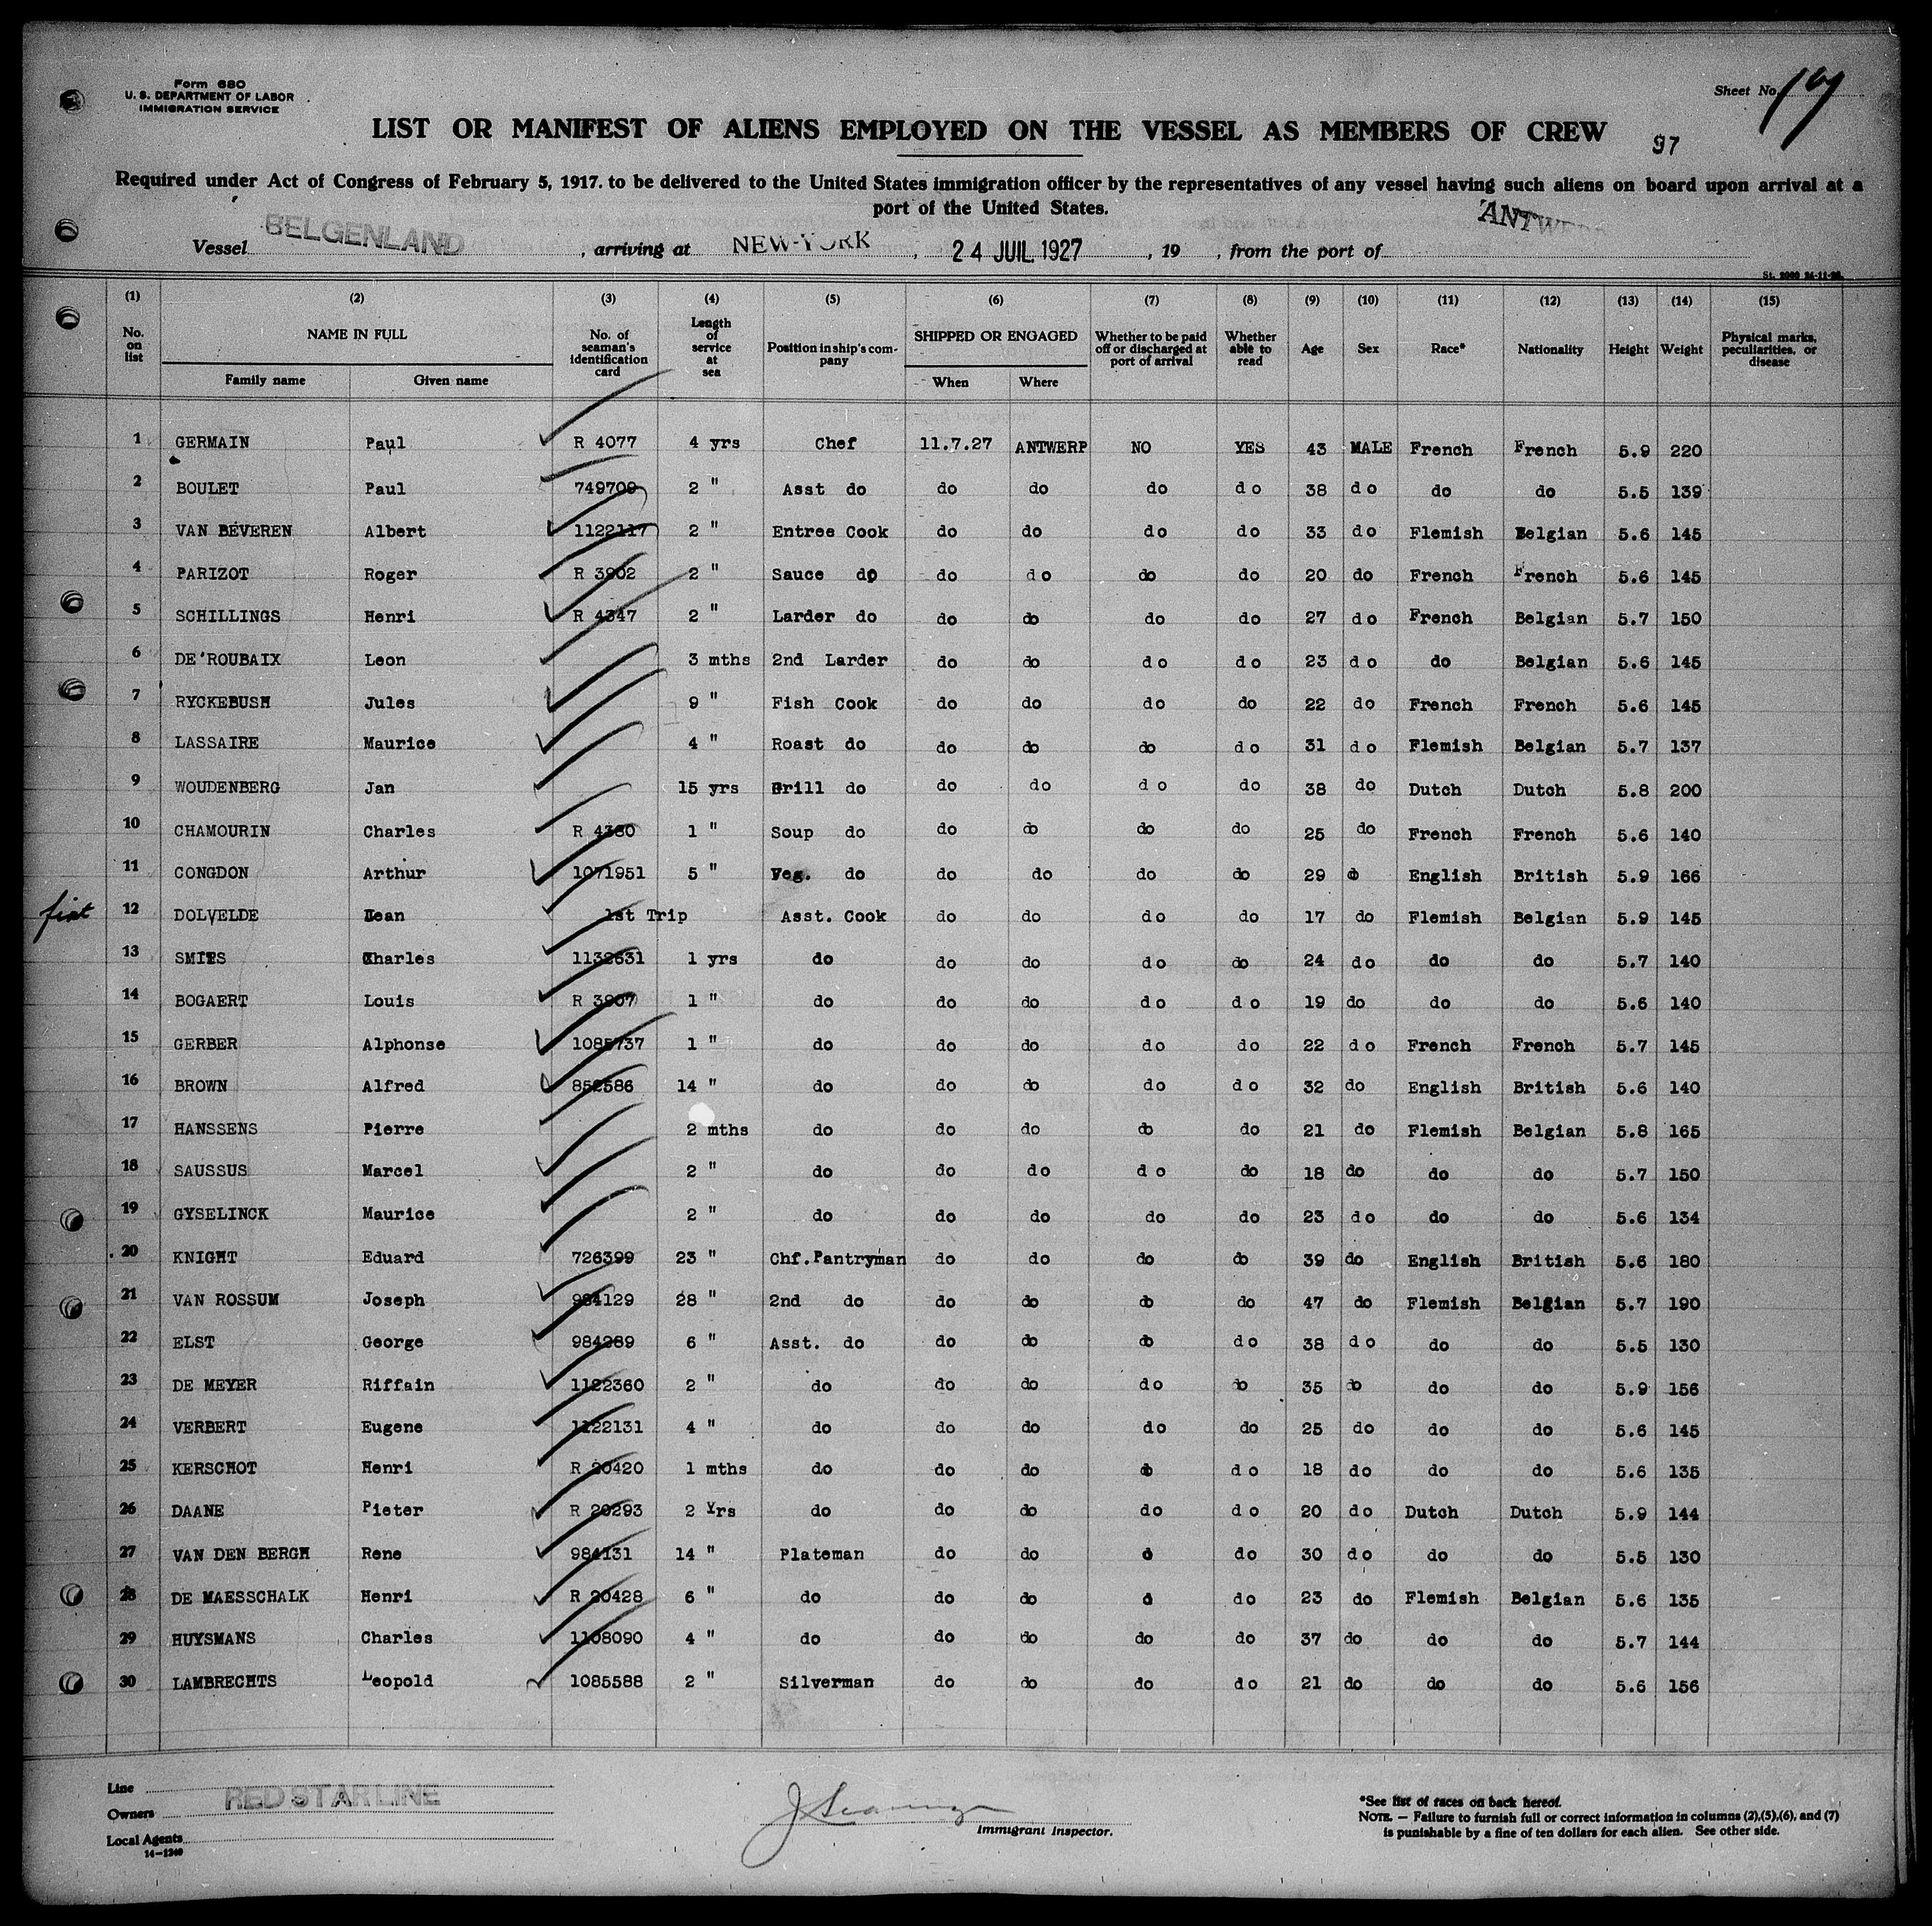 Form 680
U. S. DEPARTMENT OF LABOR
IMMIGRATION SERVICE
Sheet No.
LIST OR MANIFEST OF ALIENS EMPLOYED ON THE VESSEL AS MEMBERS OF CREW
97
Required under Act of Congress of February 5, 1917. to be delivered to the United States immigration officer by the representatives of any vessel having such aliens on board upon arrival at a
port of the United States.
Vessel BELGENLAND , arriving at NEW-YORK , 24 JUIL 1927 , 19 , from the port of ANTWERP
St. 2000 24-11-26.
(1) (2) (3) (4) (5) (6) (7) (8) (9) (10) (11) (12) (13) (14) (15)
No. on list NAME IN FULL Family name Given name No. of seaman's identification card Length of service at sea Position in ship's company SHIPPED OR ENGAGED When Where Whether to be paid off or discharged at port of arrival Whether able to read Age Sex Race* Nationality Height Weight Physical marks, peculiarities, or disease
1 GERMAIN Paul R 4077 4 yrs Chef 11.7.27 ANTWERP NO YES 43 MALE French French 5.9 220
2 BOULET Paul 749709 2 " Asst do do do do do 38 do do do 5.5 139
3 VAN BEVEREN Albert 1122117 2 " Entree Cook do do do do 33 do Flemish Belgian 5.6 145
4 PARIZOT Roger R 3902 2 " Sauce do do do do do 20 do French French 5.6 145
5 SCHILLINGS Henri R 4347 2 " Larder do do do do do 27 do French Belgian 5.7 150
6 DE'ROUBAIX Leon 3 mths 2nd Larder do do do do 23 do do Belgian 5.6 145
7 RYCKEBUSH Jules 9 " Fish Cook do do do do 22 do French French 5.6 145
8 LASSAIRE Maurice 4 " Roast do do do do do 31 do Flemish Belgian 5.7 137
9 WOUDENBERG Jan 15 yrs Grill do do do do do 38 do Dutch Dutch 5.8 200
10 CHAMOURIN Charles R 4380 1 " Soup do do do do do 25 do French French 5.6 140
11 CONGDON Arthur 1071951 5 " Veg. do do do do do 29 do English British 5.9 166
first 12 DOLVELDE Jean 1st Trip Asst. Cook do do do do 17 do Flemish Belgian 5.9 145
13 SMITS Charles 1132631 1 yrs do do do do do 24 do do do 5.7 140
14 BOGAERT Louis R 3907 1 " do do do do do 19 do do do 5.6 140
15 GERBER Alphonse 1085737 1 " do do do do do 22 do French French 5.7 145
16 BROWN Alfred 852586 14 " do do do do do 32 do English British 5.6 140
17 HANSSENS Pierre 2 mths do do do do do 21 do Flemish Belgian 5.8 165
18 SAUSSUS Marcel 2 " do do do do do 18 do do do 5.7 150
19 GYSELINCK Maurice 2 " do do do do do 23 do do do 5.6 134
20 KNIGHT Eduard 726399 23 " Chf.Pantryman do do do do 39 do English British 5.6 180
21 VAN ROSSUM Joseph 984129 28 " 2nd do do do do do 47 do Flemish Belgian 5.7 190
22 ELST George 984289 6 " Asst. do do do do do 38 do do do 5.5 130
23 DE MEYER Riffain 1122360 2 " do do do do do 35 do do do 5.9 156
24 VERBERT Eugene 1122131 4 " do do do do do 25 do do do 5.6 145
25 KERSCHOT Henri R 20420 1 mths do do do do do 18 do do do 5.6 135
26 DAANE Pieter R 20293 2 Yrs do do do do do 20 do Dutch Dutch 5.9 144
27 VAN DEN BERGH Rene 984131 14 " Plateman do do do do 30 do do do 5.5 130
28 DE MAESSCHALK Henri R 20428 6 " do do do do do 23 do Flemish Belgian 5.6 135
29 HUYSMANS Charles 1108090 4 " do do do do do 37 do do do 5.7 144
30 LAMBRECHTS Leopold 1085588 2 " Silverman do do do do 21 do do do 5.6 156
Line RED STAR LINE
Owners
Local Agents
14-1240
Immigrant Inspector.
*See list of races on back hereof.
NOTE. — Failure to furnish full or correct information in columns (2),(5),(6), and (7)
is punishable by a fine of ten dollars for each alien. See other side.